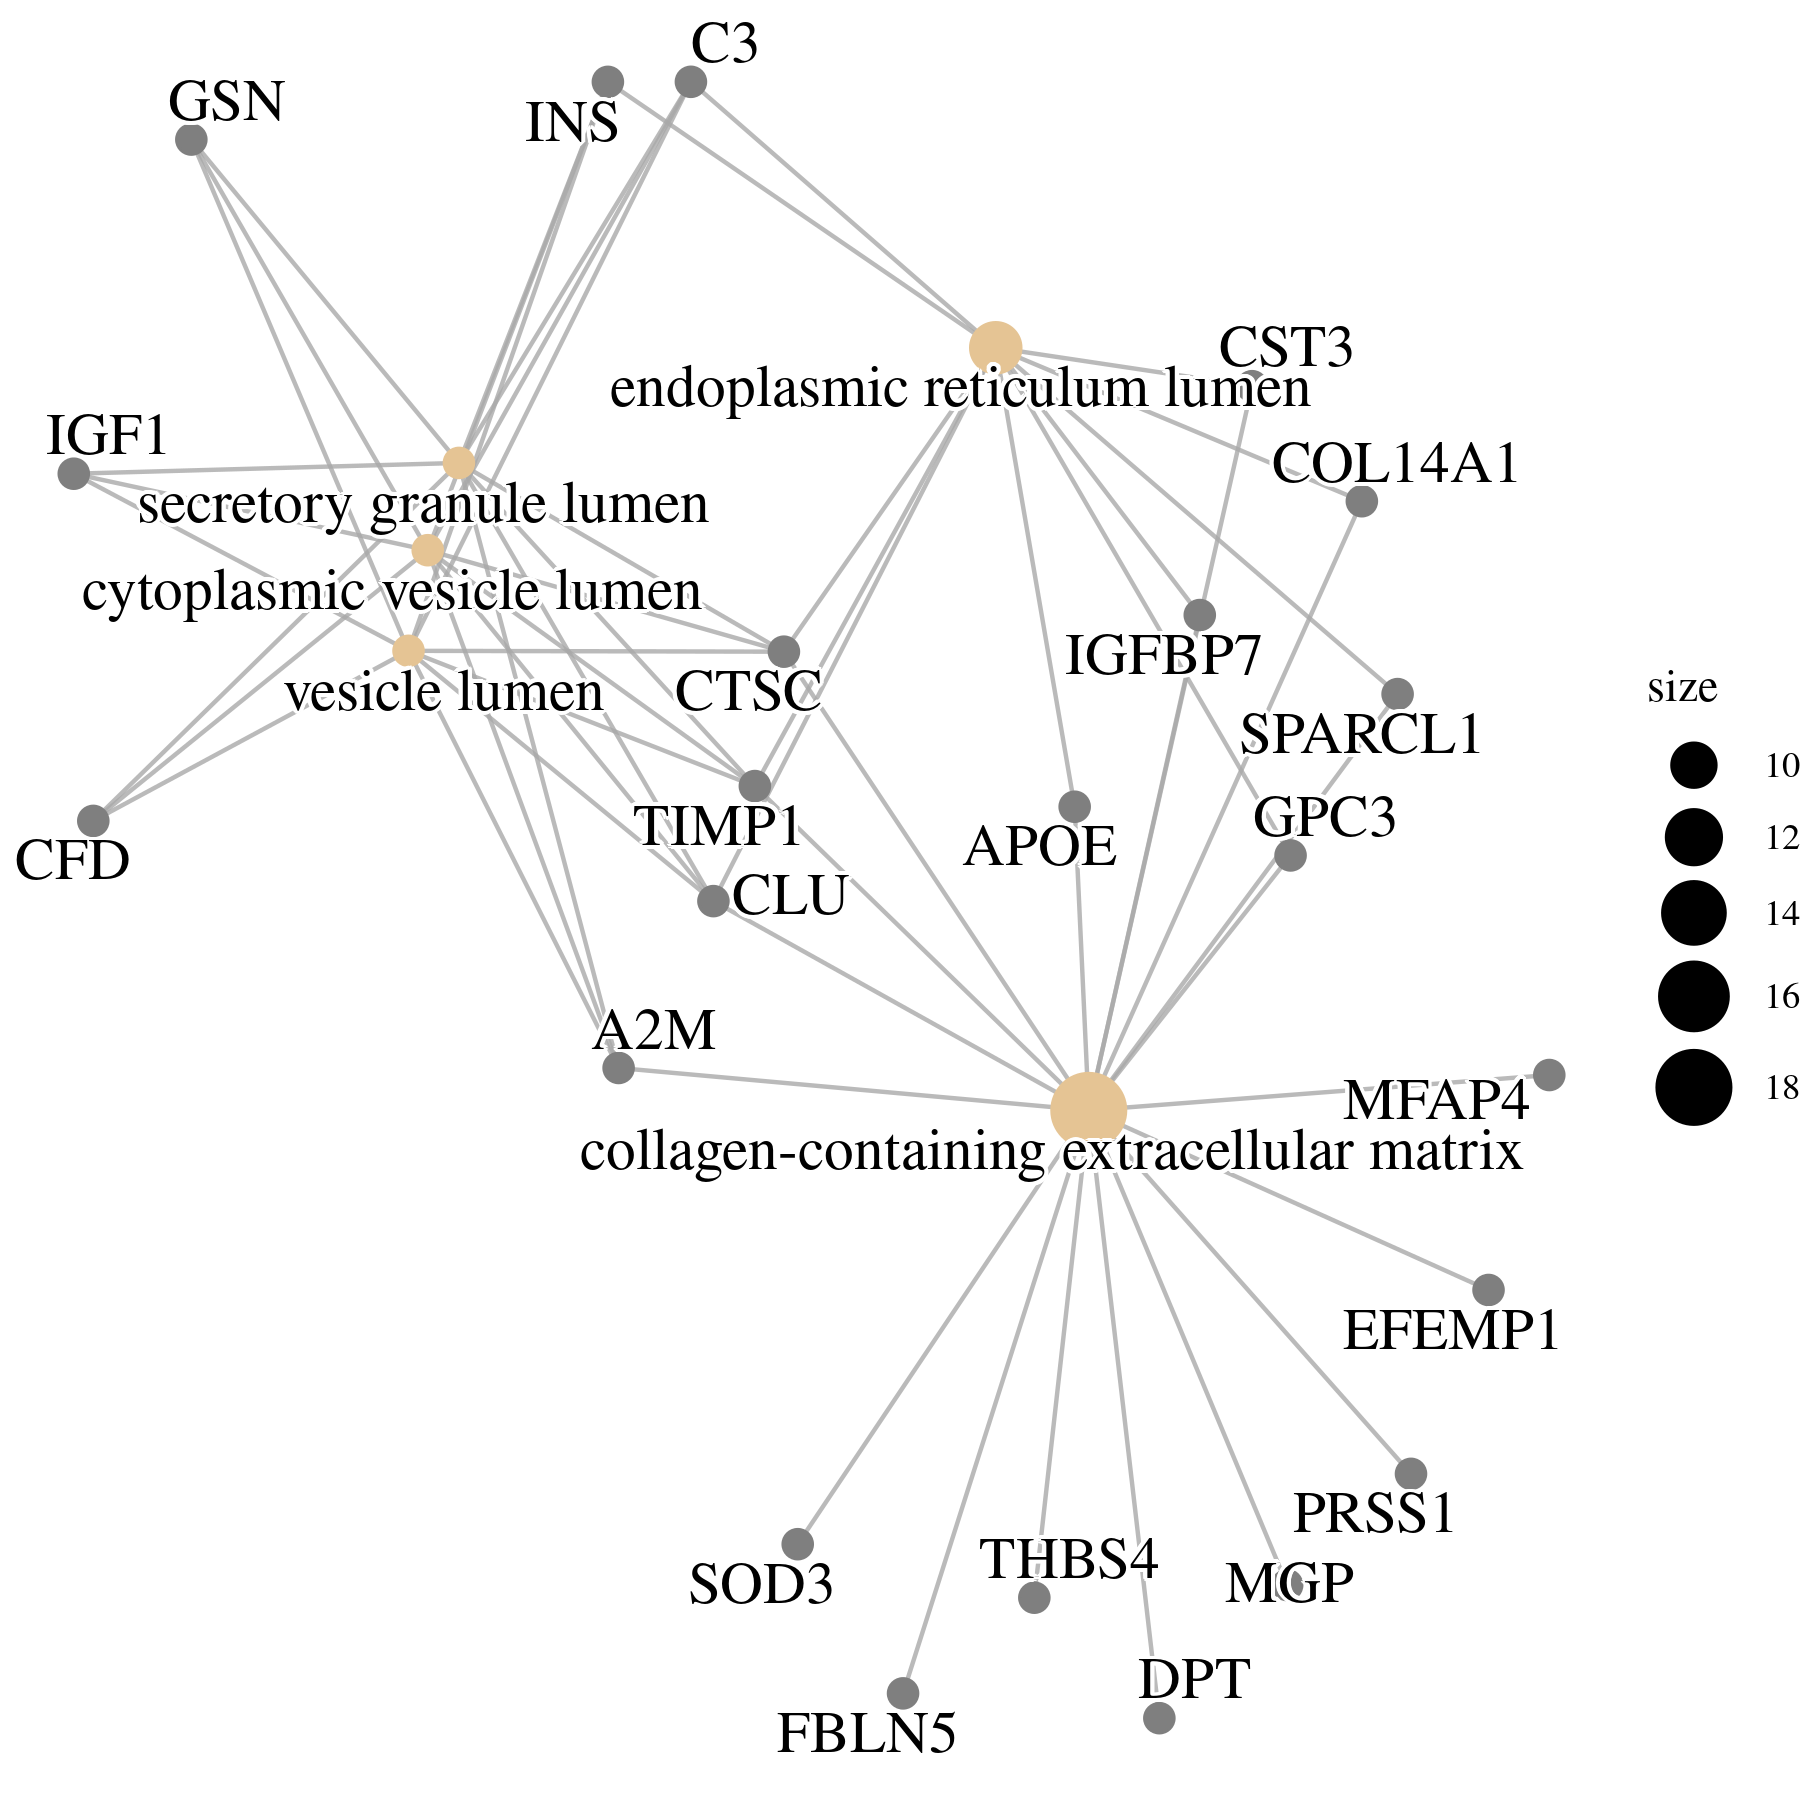 C3
GSN
INS
CST3
endoplasmic reticulum lumen
IGF1
COL14A1
secretory granule lumen
cytoplasmic vesicle lumen
IGFBP7
vesicle lumen
CTSC
size
SPARCL1
10
GPC3
TIMP1
12
APOE
CFD
CLU
14
16
A2M
18
MFAP4
collagen-containing extracellular matrix
EFEMP1
PRSS1
THBS4
SOD3
MGP
DPT
FBLN5